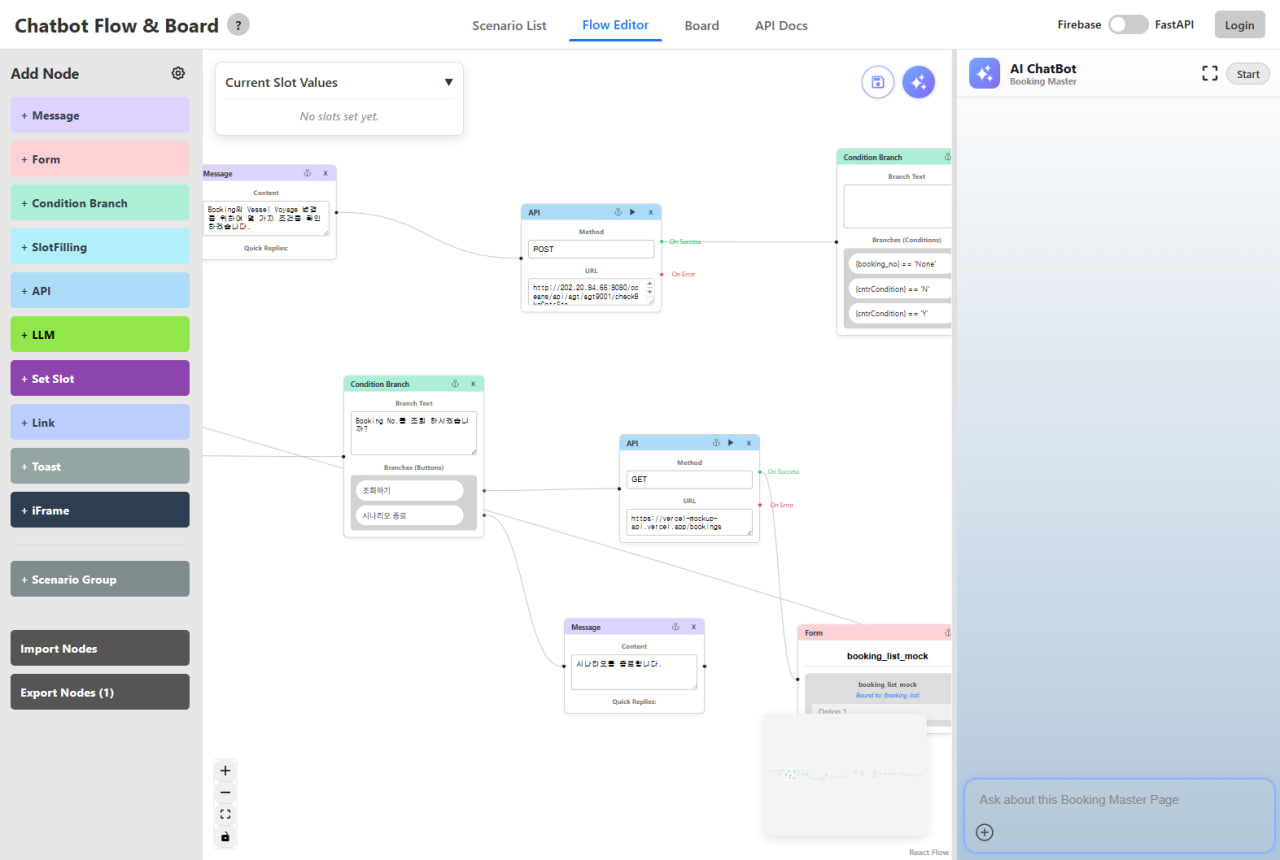 Chatbot Flow & Board ?
Scenario List
Flow Editor
Board
API Docs
Firebase
FastAPI
Login
Add Node
+ Message
+ Form
+ Condition Branch
+ SlotFilling
+ API
+ LLM
+ Set Slot
+ Link
+ Toast
+ iFrame
+ Scenario Group
Import Nodes
Export Nodes (1)
Current Slot Values ▼
No slots set yet.
Message
X
Content
Booking의 Vessel Voyage 변경
을 위하여 몇 가지 조건을 확인
하겠습니다.
Quick Replies:
API
X
Method
POST
URL
http://202.20.84.65:8080/oc
eans/api/agt/agt9001/checkB
On Success
On Error
Condition Branch
Branch Text
Branches (Conditions)
{booking_no} == 'None'
{cntrCondition} == 'N'
{cntrCondition} == 'Y'
Condition Branch
X
Branch Text
Booking No.를 조회 하시겠습니
까?
Branches (Buttons)
조회하기
시나리오 종료
API
X
Method
GET
URL
https://vercel-mockup-
api.vercel.app/bookings
On Success
On Error
Message
X
Content
시나리오를 종료합니다.
Quick Replies:
Form
booking_list_mock
booking list mock
Bound to: {booking list}
Option 1
React Flow
AI ChatBot
Booking Master
Start
Ask about this Booking Master Page